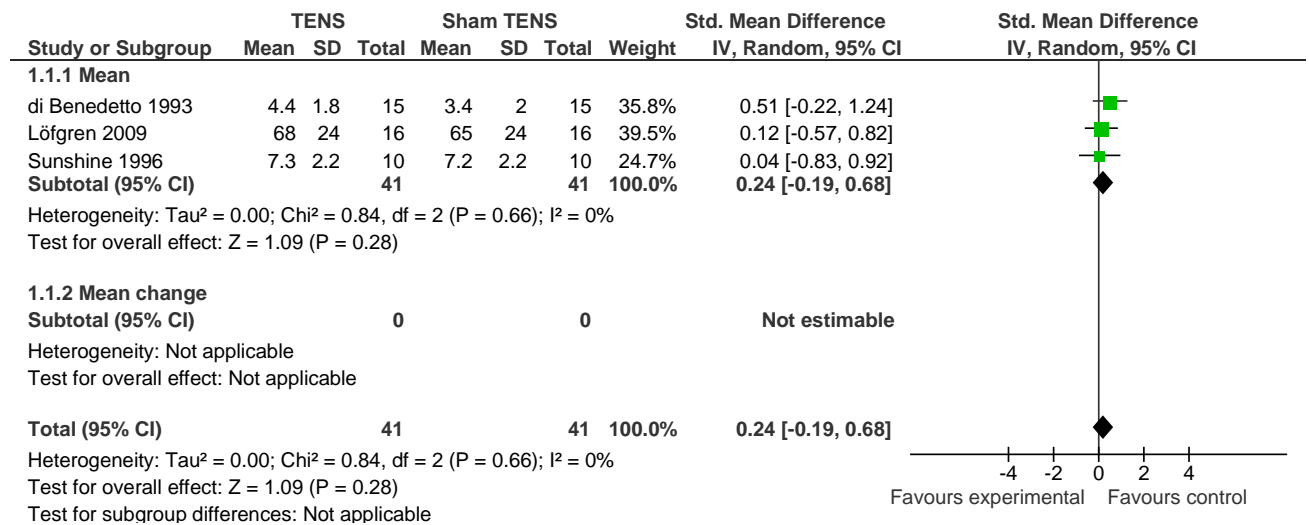 TENS Sham TENS Std. Mean Difference Std. Mean Difference
Study or Subgroup Mean SD Total Mean SD Total Weight IV, Random, 95% CI IV, Random, 95% CI
1.1.1 Mean
di Benedetto 1993 4.4 1.8 15 3.4 2 15 35.8% 0.51 [-0.22, 1.24]
Löfgren 2009 68 24 16 65 24 16 39.5% 0.12 [-0.57, 0.82]
Sunshine 1996 7.3 2.2 10 7.2 2.2 10 24.7% 0.04 [-0.83, 0.92]
Subtotal (95% CI) 41 41 100.0% 0.24 [-0.19, 0.68]
Heterogeneity: Tau² = 0.00; Chi² = 0.84, df = 2 (P = 0.66); I² = 0%
Test for overall effect: Z = 1.09 (P = 0.28)
1.1.2 Mean change
Subtotal (95% CI) 0 0 Not estimable
Heterogeneity: Not applicable
Test for overall effect: Not applicable
Total (95% CI) 41 41 100.0% 0.24 [-0.19, 0.68]
Heterogeneity: Tau² = 0.00; Chi² = 0.84, df = 2 (P = 0.66); I² = 0%
Test for overall effect: Z = 1.09 (P = 0.28)
Test for subgroup differences: Not applicable
-4 -2 0 2 4
Favours experimental Favours control